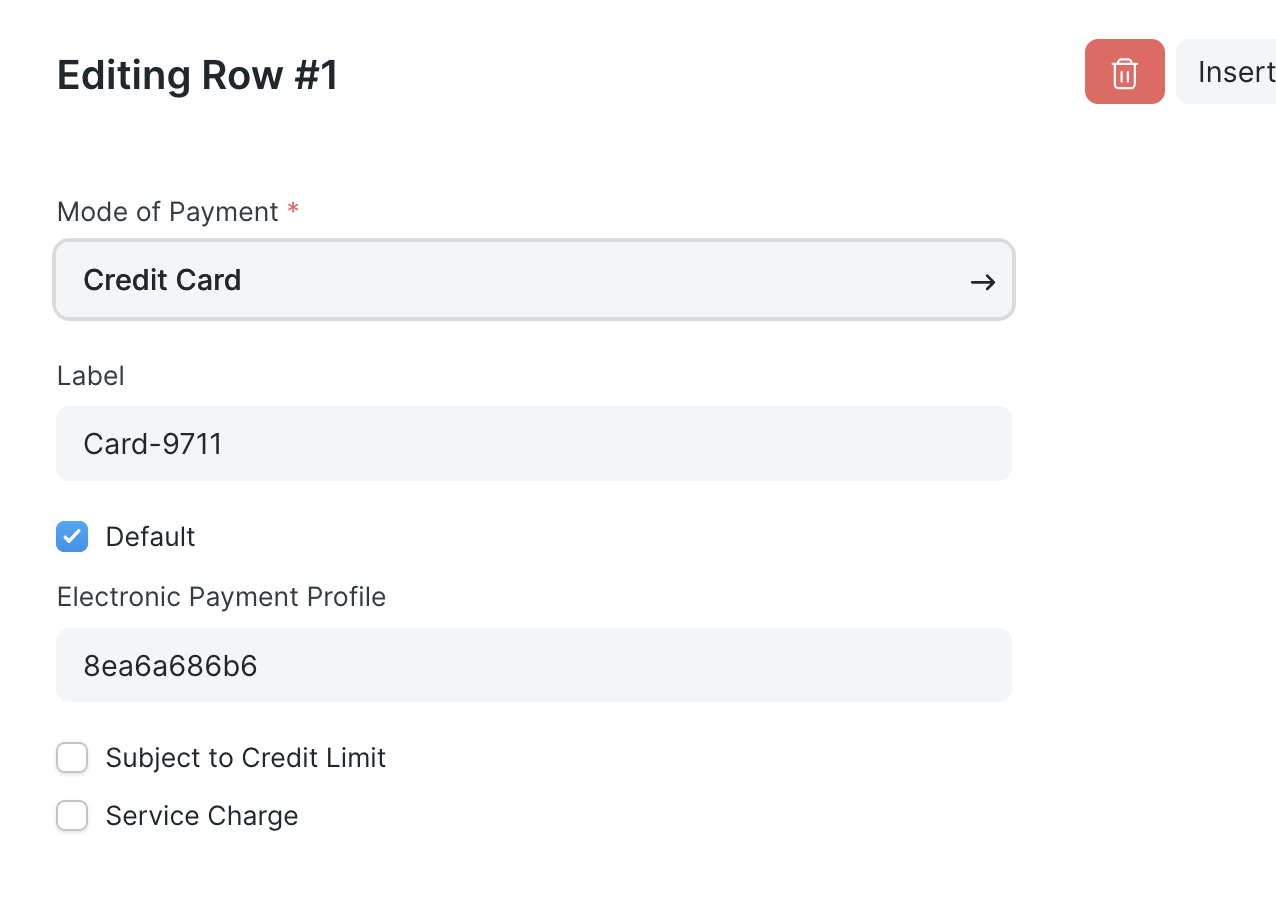 Editing Row #1
Insert
Mode of Payment *
Credit Card
Label
Card-9711
Default
Electronic Payment Profile
8ea6a686b6
Subject to Credit Limit
Service Charge